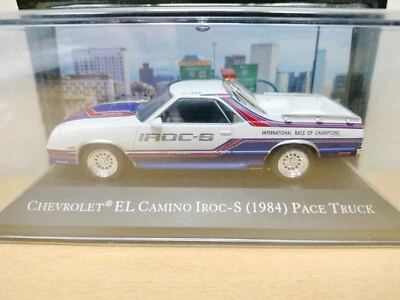 IROC-S
INTERNATIONAL RACE OF CHAMPIONS
CHEVROLET® EL CAMINO IROC-S (1984) PACE TRUCK